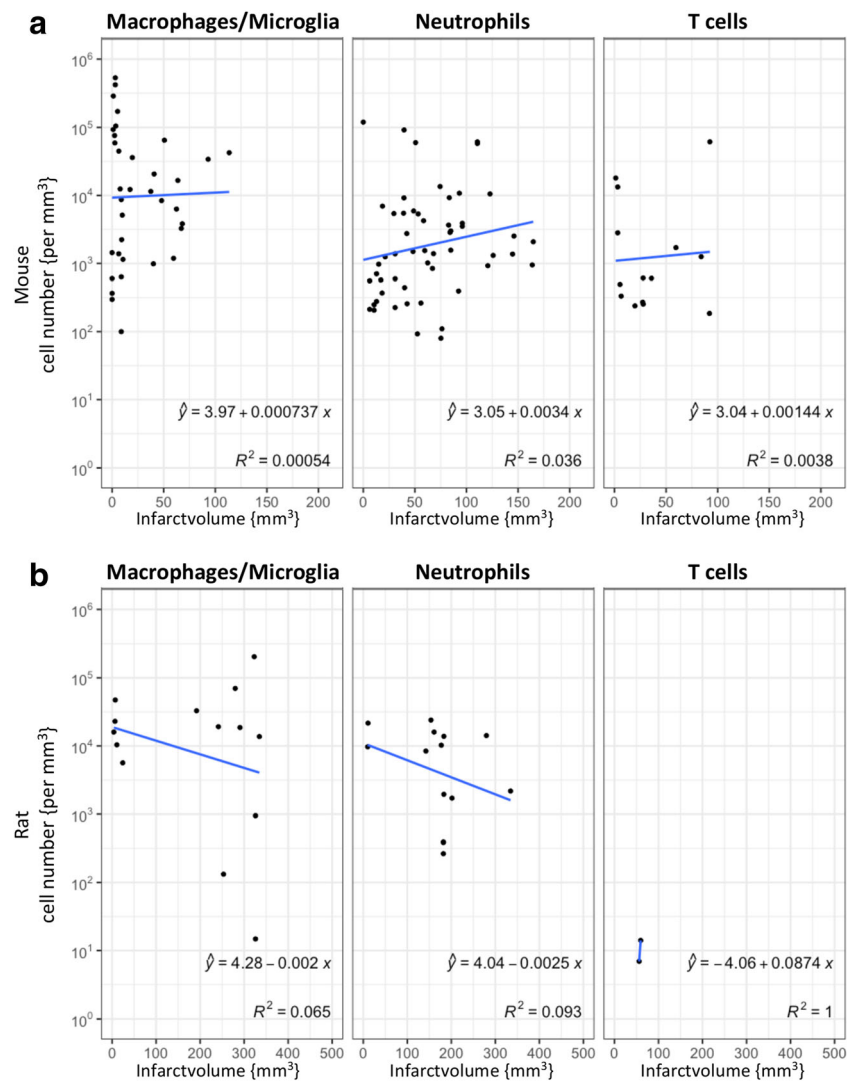 a
Macrophages/Microglia Neutrophils T cells
Mouse
cell number {per mm³}
10⁶
10⁵
10⁴
10³
10²
10¹
10⁰
ŷ = 3.97 + 0.000737 x
R² = 0.00054
ŷ = 3.05 + 0.0034 x
R² = 0.036
ŷ = 3.04 + 0.00144 x
R² = 0.0038
0 50 100 150 200 0 50 100 150 200 0 50 100 150 200
Infarctvolume {mm³} Infarctvolume {mm³} Infarctvolume {mm³}
b
Macrophages/Microglia Neutrophils T cells
Rat
cell number {per mm³}
10⁶
10⁵
10⁴
10³
10²
10¹
10⁰
ŷ = 4.28 − 0.002 x
R² = 0.065
ŷ = 4.04 − 0.0025 x
R² = 0.093
ŷ = −4.06 + 0.0874 x
R² = 1
0 100 200 300 400 500 0 100 200 300 400 500 0 100 200 300 400 500
Infarctvolume {mm³} Infarctvolume {mm³} Infarctvolume {mm³}